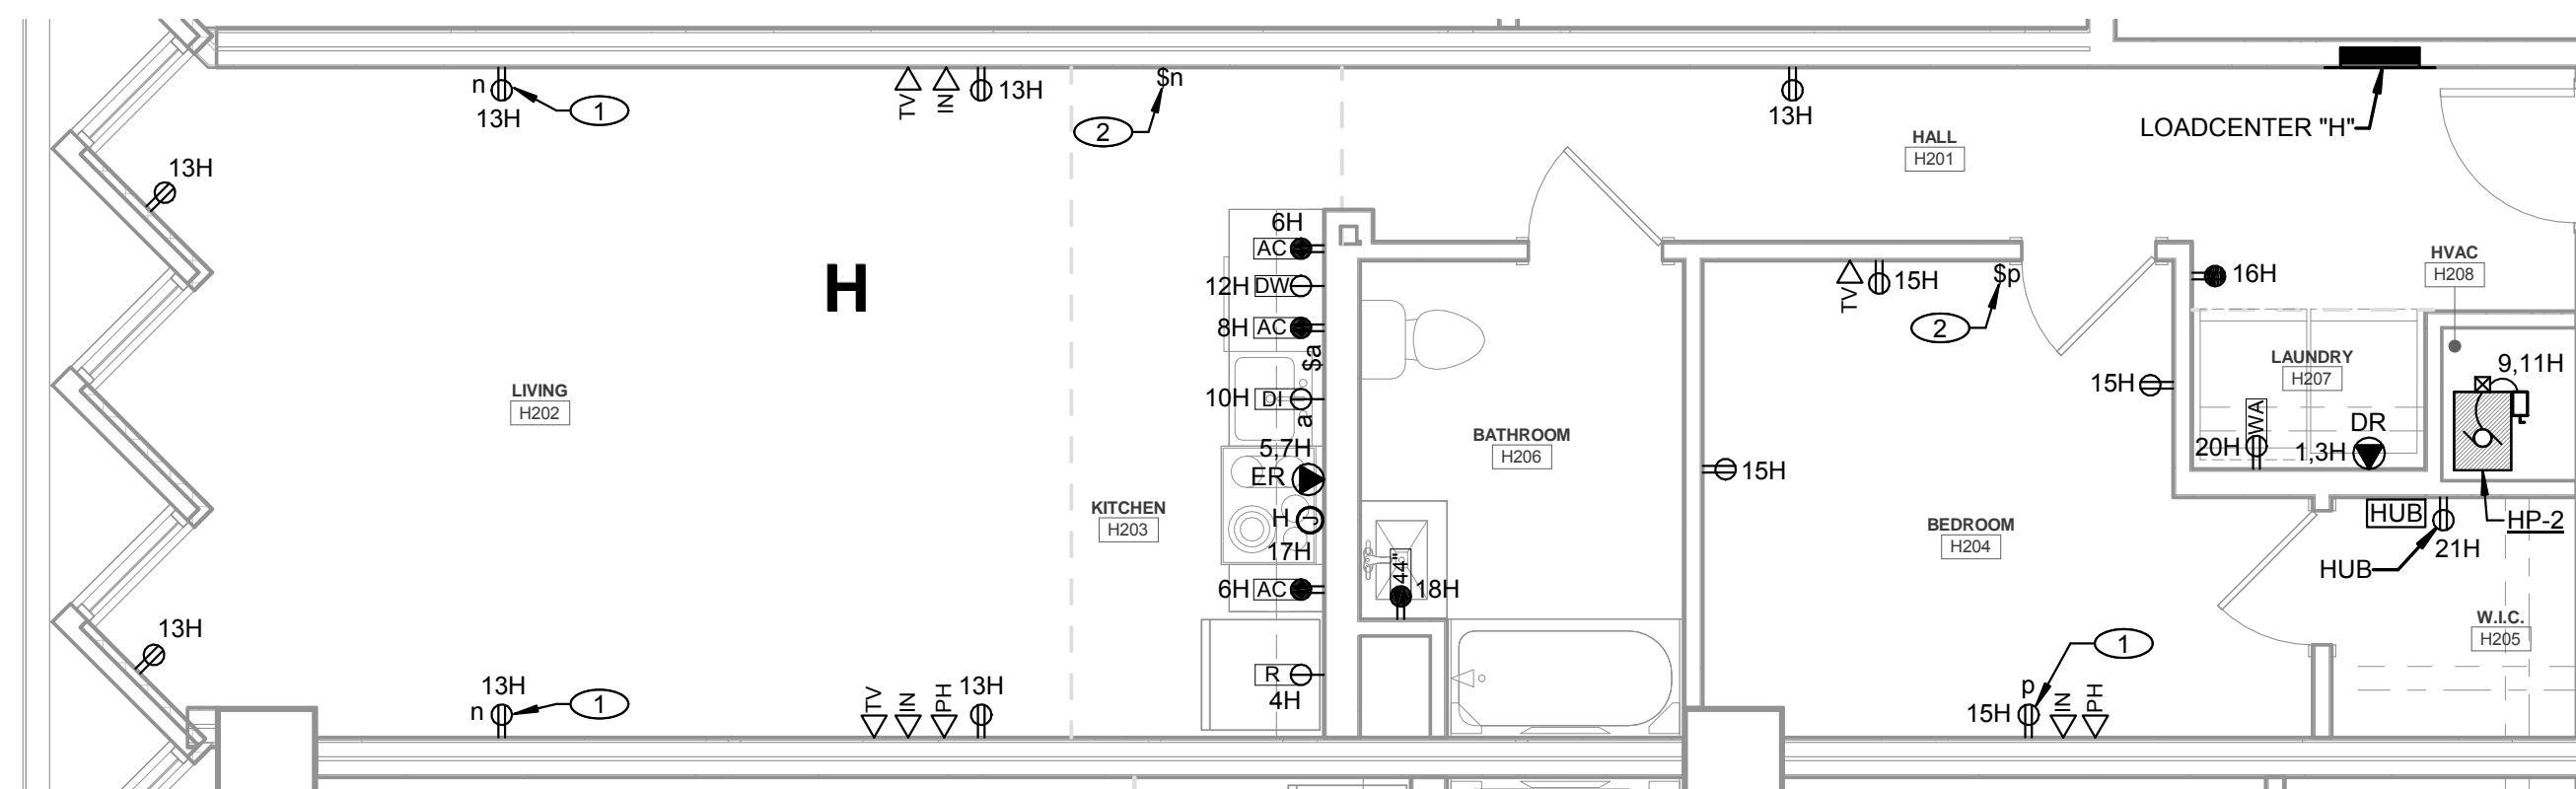 $n
n
13H
1
TV
IN
13H
2
13H
LOADCENTER "H"
HALL
H201
13H
6H
AC
12H
DW
8H
AC
$a
10H
DI
a
5,7H
ER
H
J
17H
6H
AC
R
4H
H
LIVING
H202
KITCHEN
H203
BATHROOM
H206
44"
18H
TV
15H
$p
2
15H
15H
BEDROOM
H204
16H
HVAC
H208
LAUNDRY
H207
9,11H
WA
20H
DR
1,3H
HUB
HP-2
21H
HUB
W.I.C.
H205
13H
13H
n
1
TV
IN
PH
13H
1
p
15H
IN
PH